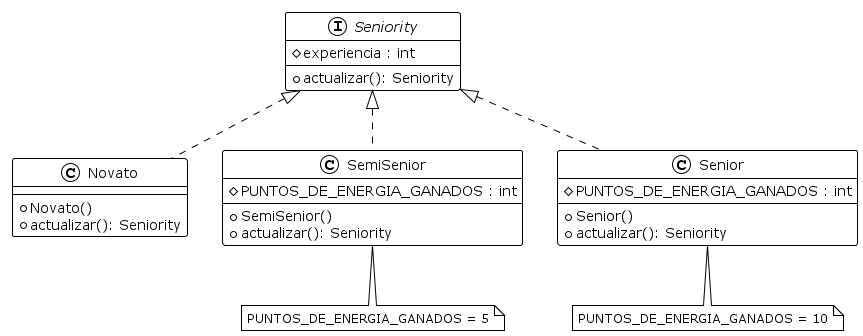 I Seniority
experiencia : int
actualizar(): Seniority
C Novato
Novato()
actualizar(): Seniority
C SemiSenior
PUNTOS_DE_ENERGIA_GANADOS : int
SemiSenior()
actualizar(): Seniority
C Senior
PUNTOS_DE_ENERGIA_GANADOS : int
Senior()
actualizar(): Seniority
PUNTOS_DE_ENERGIA_GANADOS = 5
PUNTOS_DE_ENERGIA_GANADOS = 10